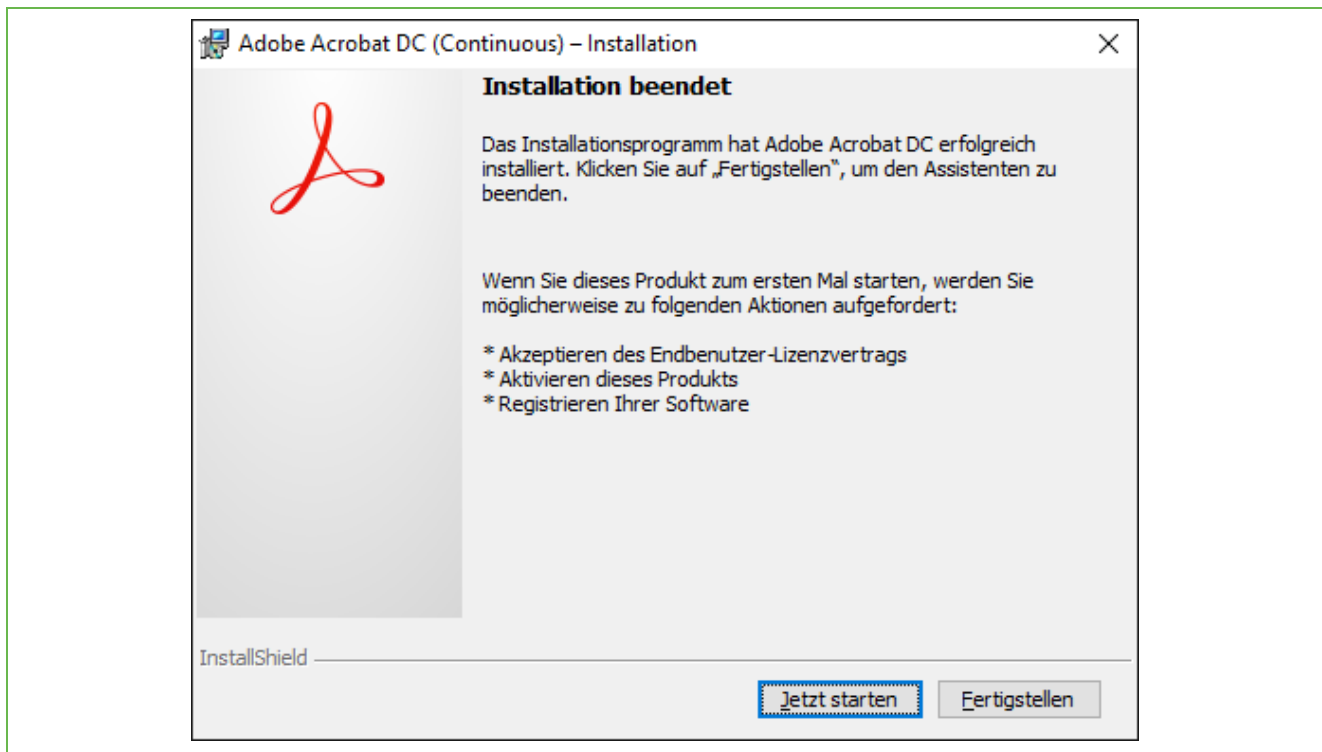 Adobe Acrobat DC (Continuous) – Installation
Installation beendet
Das Installationsprogramm hat Adobe Acrobat DC erfolgreich
installiert. Klicken Sie auf „Fertigstellen“, um den Assistenten zu
beenden.
Wenn Sie dieses Produkt zum ersten Mal starten, werden Sie
möglicherweise zu folgenden Aktionen aufgefordert:
* Akzeptieren des Endbenutzer-Lizenzvertrags
* Aktivieren dieses Produkts
* Registrieren Ihrer Software
InstallShield
Jetzt starten
Fertigstellen